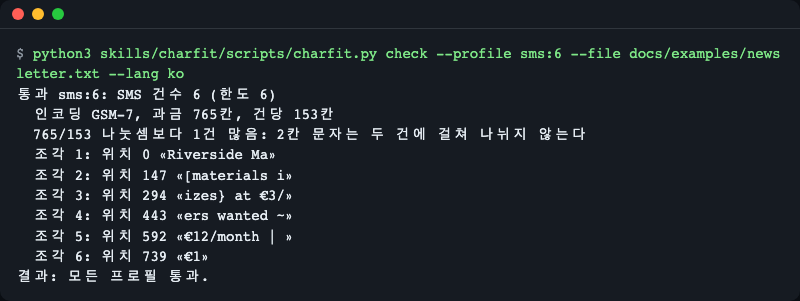 $ python3 skills/charfit/scripts/charfit.py check --profile sms:6 --file docs/examples/news
letter.txt --lang ko
통과 sms:6: SMS 건수 6 (한도 6)
인코딩 GSM-7, 과금 765칸, 건당 153칸
765/153 나눗셈보다 1건 많음: 2칸 문자는 두 건에 걸쳐 나뉘지 않는다
조각 1: 위치 0 «Riverside Ma»
조각 2: 위치 147 «[materials i»
조각 3: 위치 294 «izes} at €3/»
조각 4: 위치 443 «ers wanted ~»
조각 5: 위치 592 «€12/month | »
조각 6: 위치 739 «€1»
결과: 모든 프로필 통과.